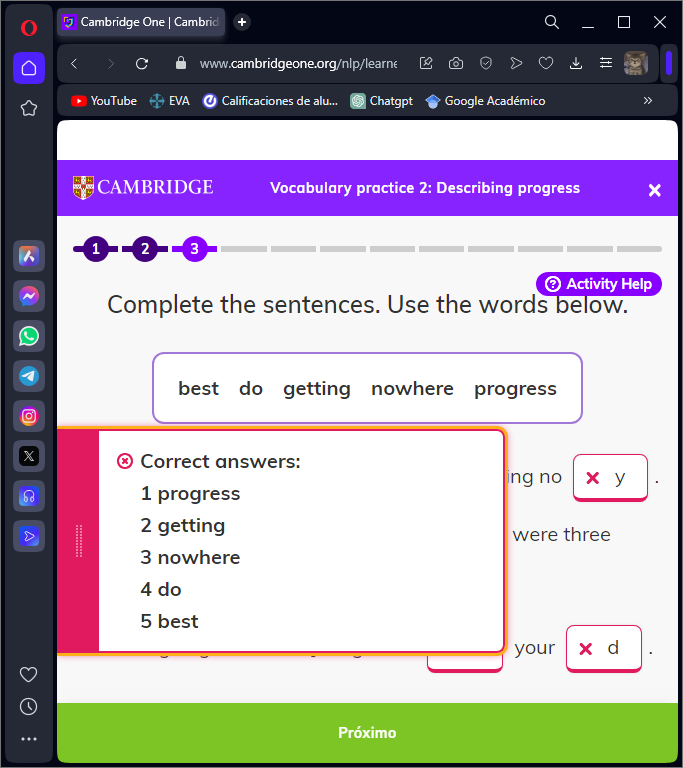 Cambridge One | Cambrid
www.cambridgeone.org/nlp/learne
YouTube EVA Calificaciones de alu... Chatgpt Google Académico
CAMBRIDGE Vocabulary practice 2: Describing progress
1 2 3
Activity Help
Complete the sentences. Use the words below.
best do getting nowhere progress
ing no y .
were three
Correct answers:
1 progress
2 getting
3 nowhere
4 do
5 best
your d .
Próximo